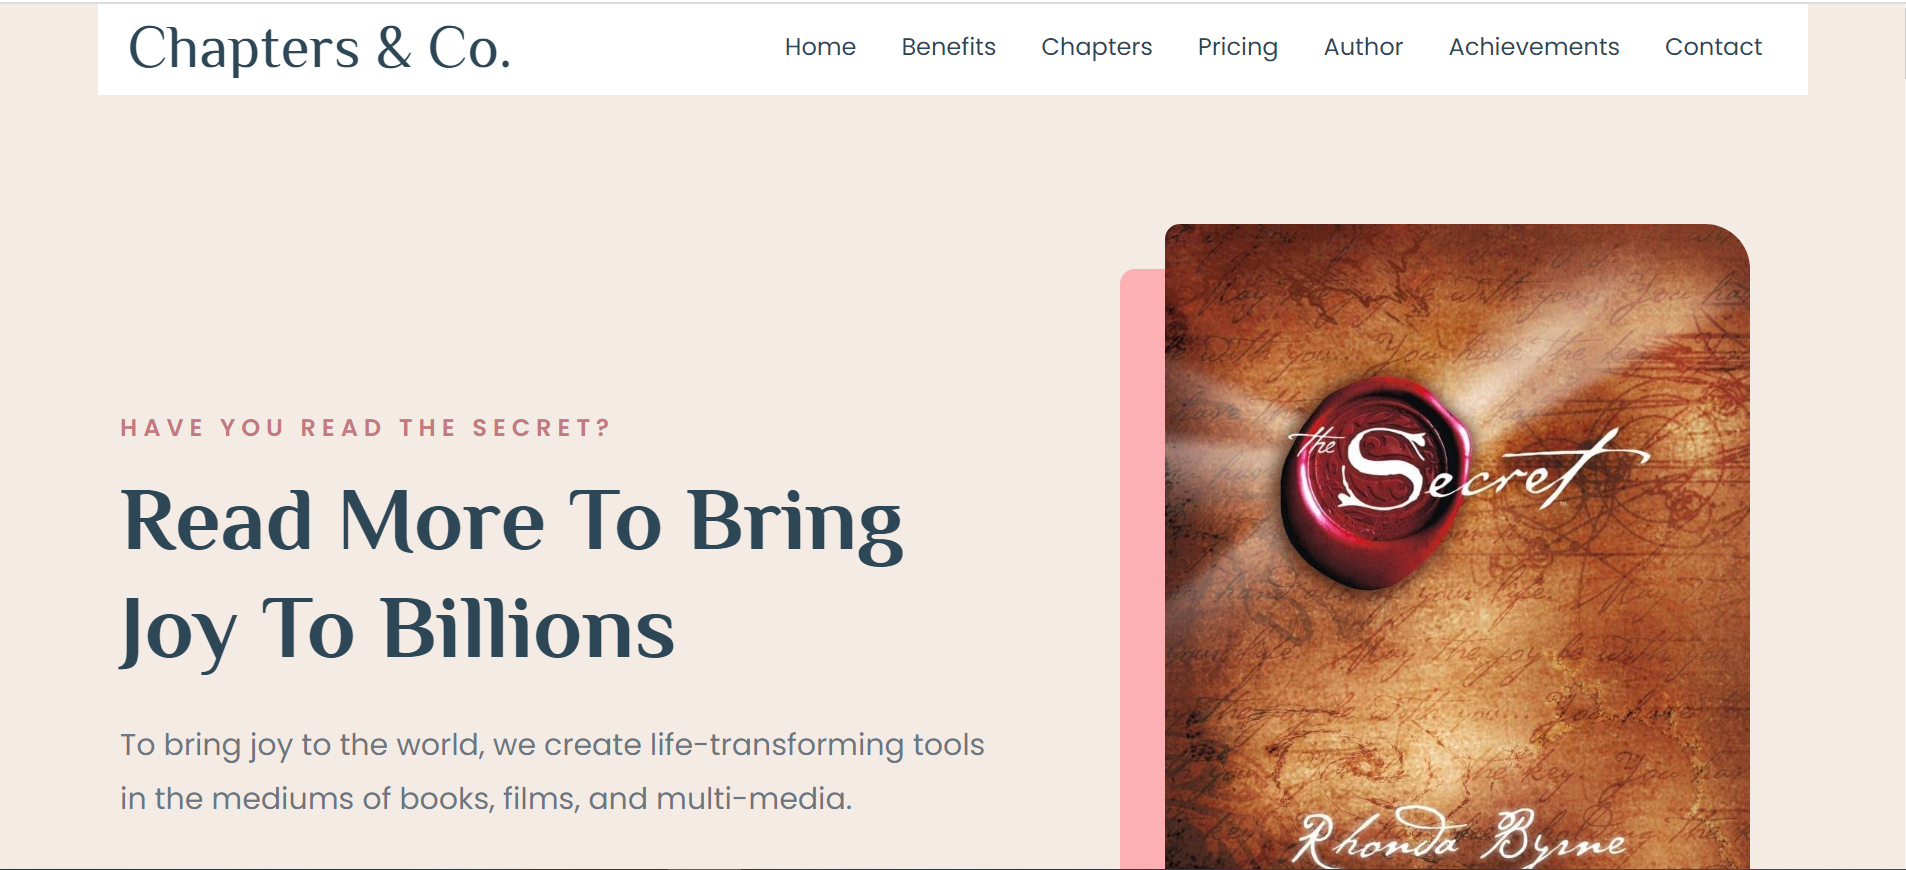 Chapters & Co.
Home Benefits Chapters Pricing Author Achievements Contact
HAVE YOU READ THE SECRET?
Read More To Bring
Joy To Billions
To bring joy to the world, we create life-transforming tools
in the mediums of books, films, and multi-media.
the Secret
Rhonda Byrne